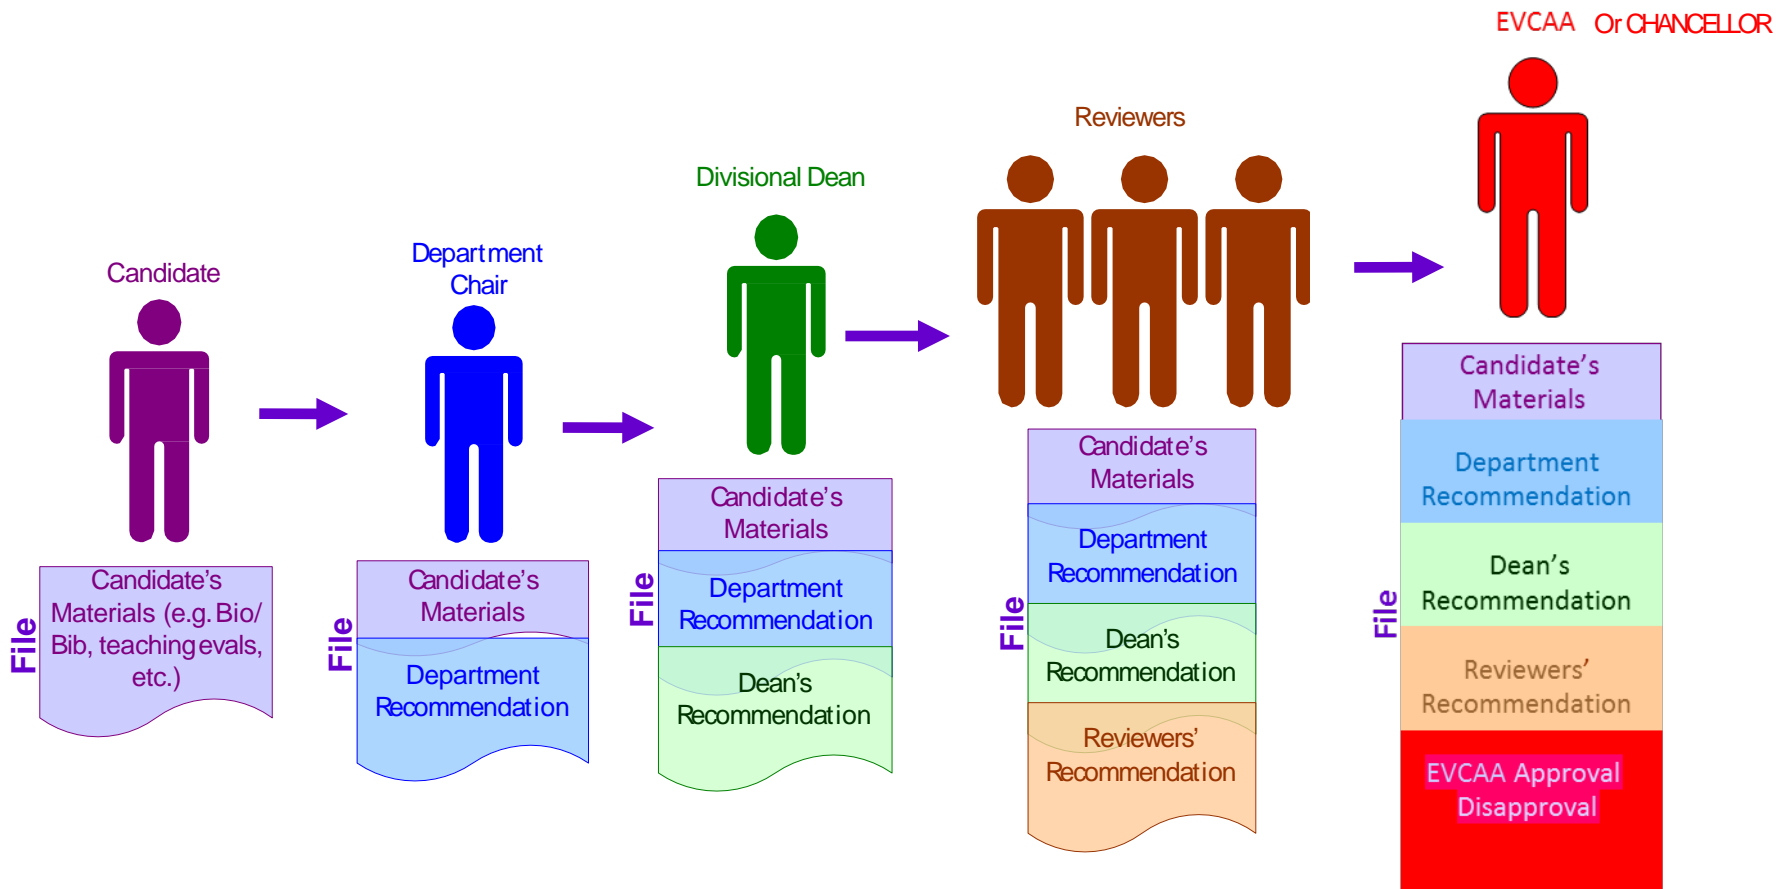 EVCAA Or CHANCELLOR
Reviewers
Divisional Dean
Department
Chair
Candidate
File
Candidate's
Materials (e.g. Bio/
Bib, teaching evals,
etc.)
File
Candidate's
Materials
Department
Recommendation
File
Candidate's
Materials
Department
Recommendation
Dean's
Recommendation
File
Candidate's
Materials
Department
Recommendation
Dean's
Recommendation
Reviewers'
Recommendation
File
Candidate's
Materials
Department
Recommendation
Dean's
Recommendation
Reviewers'
Recommendation
EVCAA Approval
Disapproval